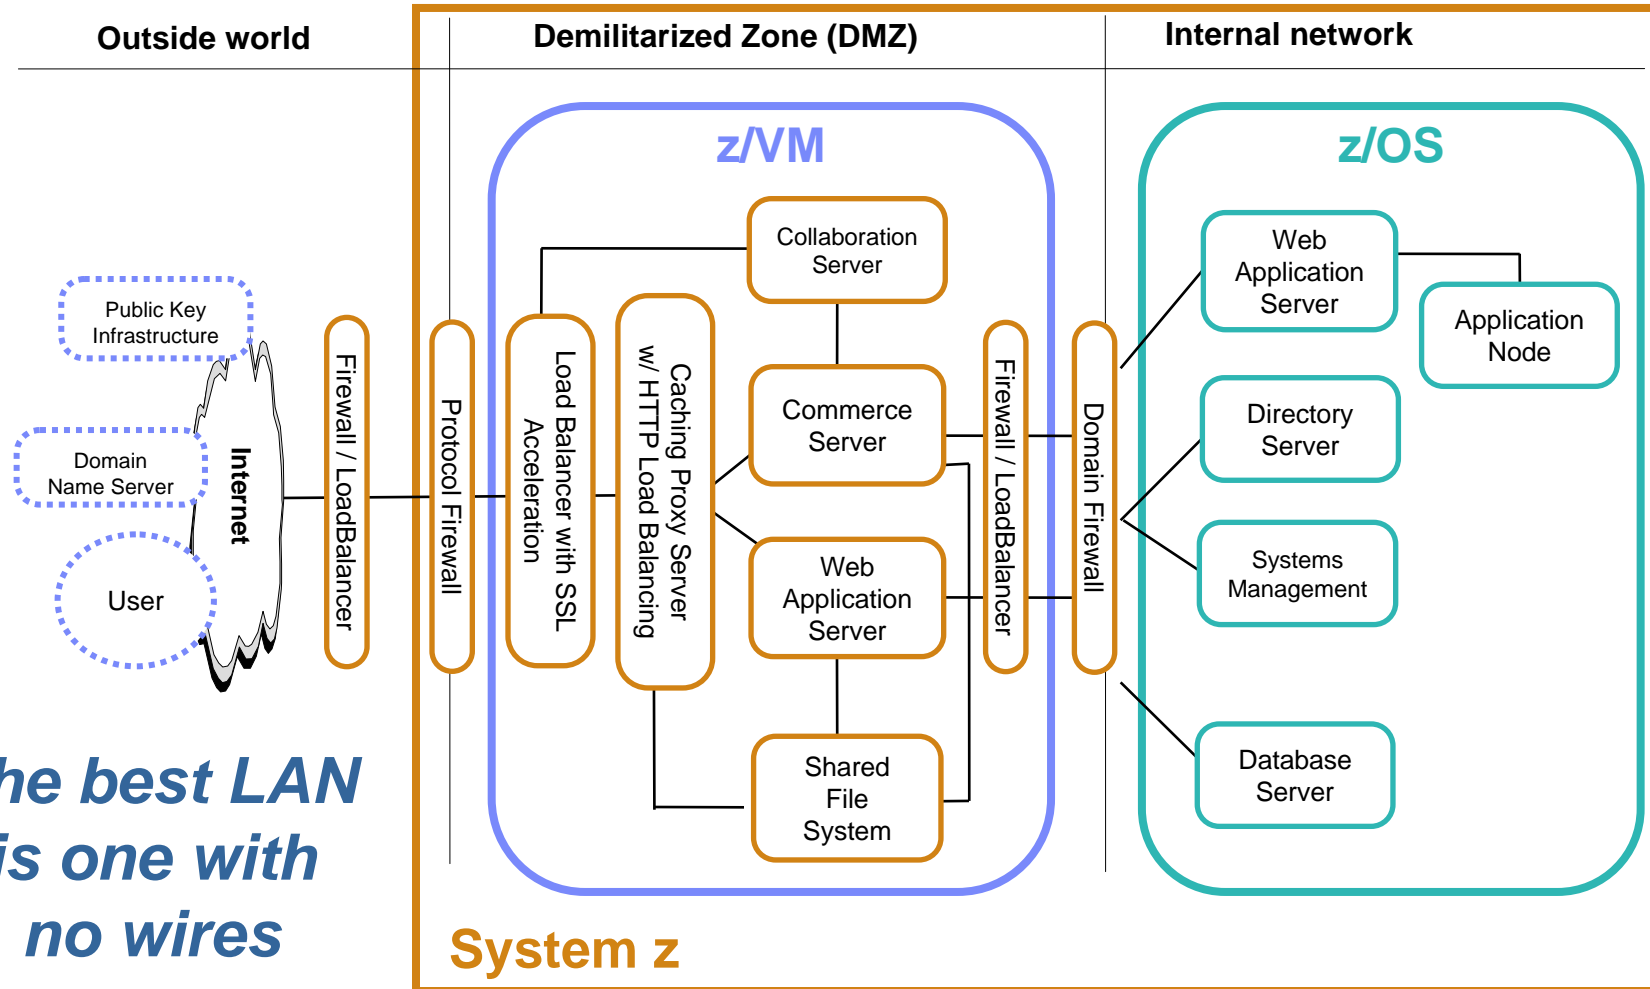 Outside world
Demilitarized Zone (DMZ)
Internal network
z/VM
z/OS
Public Key
Infrastructure
Domain
Name Server
User
Internet
Firewall / LoadBalancer
Protocol Firewall
Load Balancer with SSL
Acceleration
Caching Proxy Server
w/ HTTP Load Balancing
Collaboration
Server
Commerce
Server
Web
Application
Server
Shared
File
System
Firewall / LoadBalancer
Domain Firewall
Web
Application
Server
Application
Node
Directory
Server
Systems
Management
Database
Server
he best LAN
is one with
no wires
System z